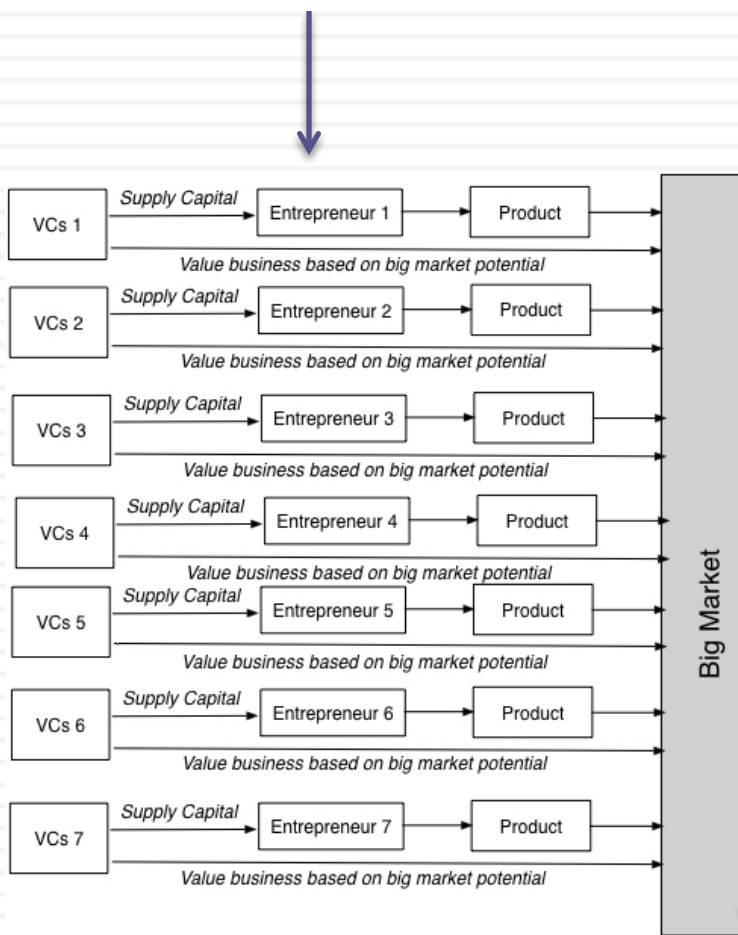 Supply Capital
VCs 1
Entrepreneur 1
Product
Value business based on big market potential
Supply Capital
VCs 2
Entrepreneur 2
Product
Value business based on big market potential
Supply Capital
VCs 3
Entrepreneur 3
Product
Value business based on big market potential
Supply Capital
VCs 4
Entrepreneur 4
Product
Value business based on big market potential
Supply Capital
VCs 5
Entrepreneur 5
Product
Value business based on big market potential
Supply Capital
VCs 6
Entrepreneur 6
Product
Value business based on big market potential
Supply Capital
VCs 7
Entrepreneur 7
Product
Value business based on big market potential
Big Market